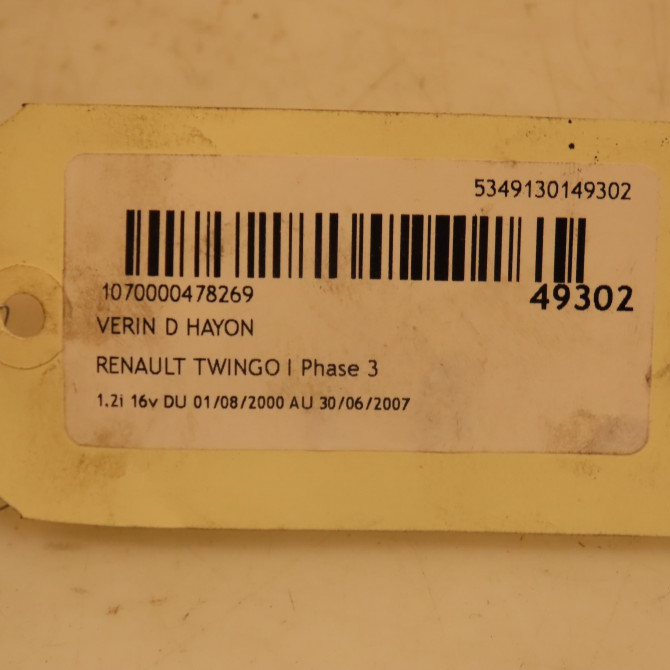 5349130149302
1070000478269
49302
VERIN D HAYON
RENAULT TWINGO I Phase 3
1.2i 16v DU 01/08/2000 AU 30/06/2007